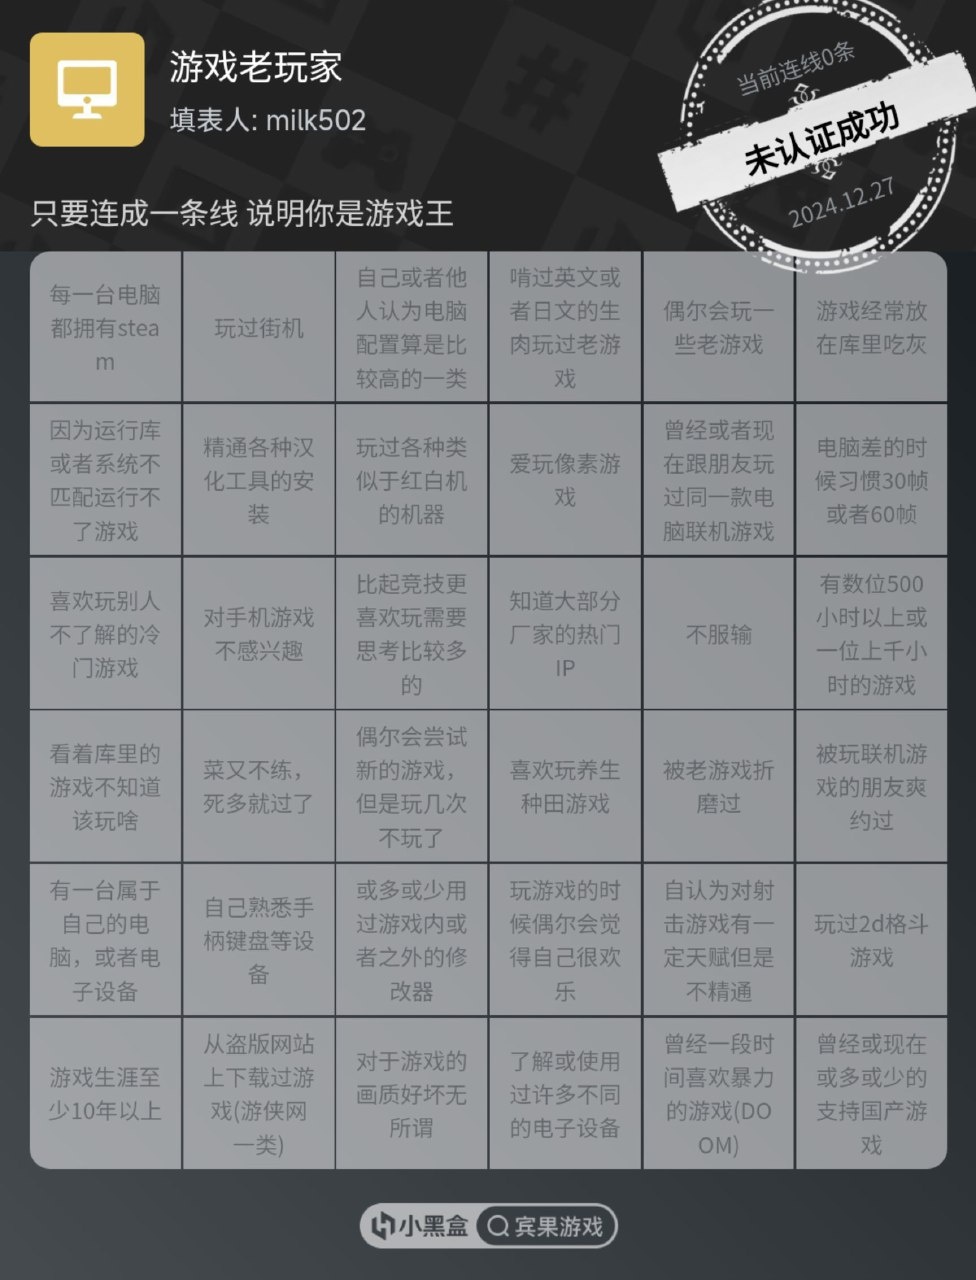 游戏老玩家
填表人: milk502
只要连成一条线 说明你是游戏王
当前连线0条
未认证成功
2024.12.27
每一台电脑
都拥有stea
m
玩过街机
自己或者他
人认为电脑
配置算是比
较高的一类
啃过英文或
者日文的生
肉玩过老游
戏
偶尔会玩一
些老游戏
游戏经常放
在库里吃灰
因为运行库
或者系统不
匹配运行不
了游戏
精通各种汉
化工具的安
装
玩过各种类
似于红白机
的机器
爱玩像素游
戏
曾经或者现
在跟朋友玩
过同一款电
脑联机游戏
电脑差的时
候习惯30帧
或者60帧
喜欢玩别人
不了解的冷
门游戏
对手机游戏
不感兴趣
比起竞技更
喜欢玩需要
思考比较多
的
知道大部分
厂家的热门
IP
不服输
有数位500
小时以上或
一位上千小
时的游戏
看着库里的
游戏不知道
该玩啥
菜又不练，
死多就过了
偶尔会尝试
新的游戏，
但是玩几次
不玩了
喜欢玩养生
种田游戏
被老游戏折
磨过
被玩联机游
戏的朋友爽
约过
有一台属于
自己的电
脑，或者电
子设备
自己熟悉手
柄键盘等设
备
或多或少用
过游戏内或
者之外的修
改器
玩游戏的时
候偶尔会觉
得自己很欢
乐
自认为对射
击游戏有一
定天赋但是
不精通
玩过2d格斗
游戏
游戏生涯至
少10年以上
从盗版网站
上下载过游
戏(游侠网
一类)
对于游戏的
画质好坏无
所谓
了解或使用
过许多不同
的电子设备
曾经一段时
间喜欢暴力
的游戏(DO
OM)
曾经或现在
或多或少的
支持国产游
戏
小黑盒
宾果游戏